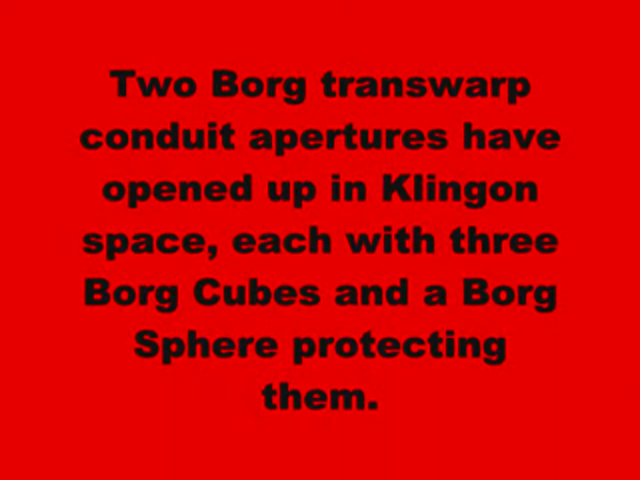 Two Borg transwarp
conduit apertures have
opened up in Klingon
space, each with three
Borg Cubes and a Borg
Sphere protecting
them.